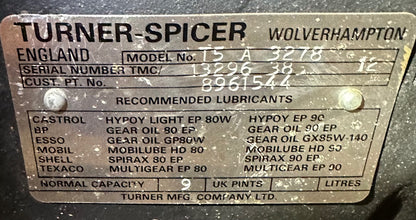 TURNER-SPICER WOLVERHAMPTON
ENGLAND MODEL No. T5 A 3278
SERIAL NUMBER TMC/ 13296 38 12
CUST. PT. No. 8961544
RECOMMENDED LUBRICANTS
CASTROL HYPOY LIGHT EP 80W HYPOY EP 90
BP GEAR OIL 80 EP GEAR OIL 90 EP
ESSO GEAR OIL GP80W GEAR OIL GX85W-140
MOBIL MOBILUBE HD 80 MOBILUBE HD 90
SHELL SPIRAX 80 EP SPIRAX 90 EP
TEXACO MULTIGEAR EP 80 MULTIGEAR EP 90
NORMAL CAPACITY 9 UK PINTS LITRES
TURNER MFG. COMPANY LTD.